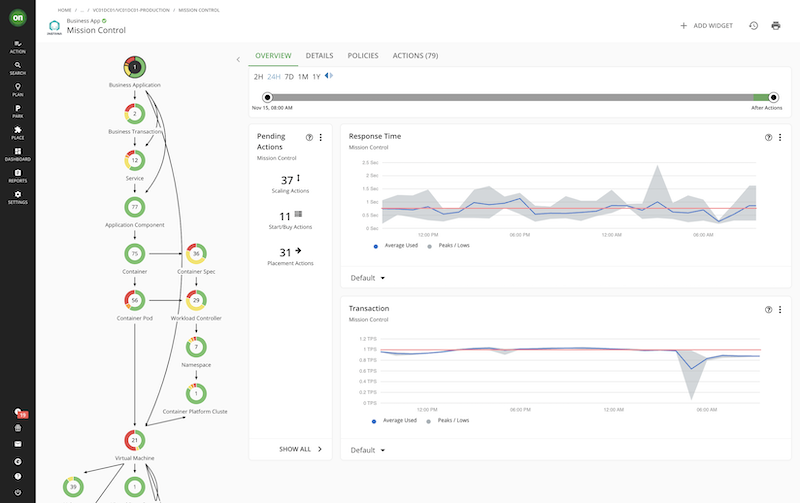 HOME / ... / VC01DC01/VC01DC01-PRODUCTION / MISSION CONTROL
on
Business App
Mission Control
ADD WIDGET
ACTION
SEARCH
PLAN
PARK
PLACE
DASHBOARD
REPORTS
SETTINGS
19
1
Business Application
2
Business Transaction
12
Service
77
Application Component
75
Container
36
Container Spec
56
Container Pod
29
Workload Controller
7
Namespace
1
Container Platform Cluste
21
Virtual Machine
39
1
OVERVIEW
DETAILS
POLICIES
ACTIONS (79)
2H 24H 7D 1M 1Y
Nov 15, 08:00 AM
After Actions
Pending
Actions
Mission Control
37
Scaling Actions
11
Start/Buy Actions
31
Placement Actions
SHOW ALL
Response Time
Mission Control
2.5 Sec
2 Sec
1.5 Sec
1 Sec
0.5 Sec
0 Sec
12:00 PM
06:00 PM
12:00 AM
06:00 AM
Average Used
Peaks / Lows
Default
Transaction
Mission Control
1.2 TPS
1 TPS
0.8 TPS
0.6 TPS
0.4 TPS
0.2 TPS
0 TPS
12:00 PM
06:00 PM
12:00 AM
06:00 AM
Average Used
Peaks / Lows
Default